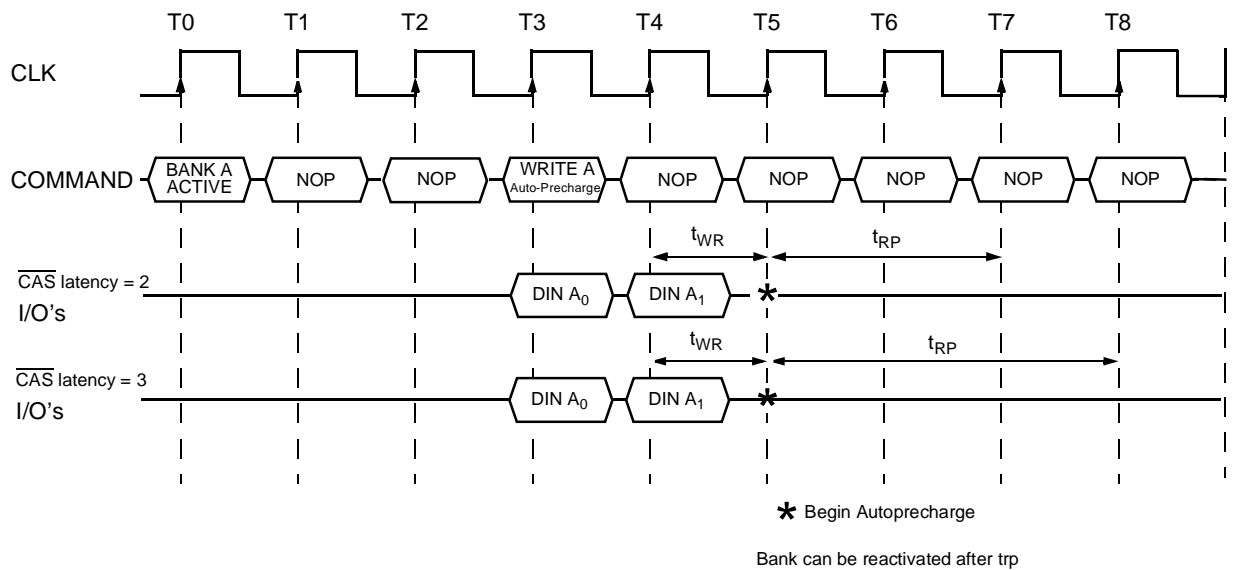 T0 T1 T2 T3 T4 T5 T6 T7 T8
CLK
COMMAND
BANK A
ACTIVE
NOP
NOP
WRITE A
Auto-Precharge
NOP
NOP
NOP
NOP
NOP
tWR
tRP
CAS latency = 2
I/O's
DIN A0
DIN A1
*
tWR
tRP
CAS latency = 3
I/O's
DIN A0
DIN A1
*
* Begin Autoprecharge
Bank can be reactivated after trp